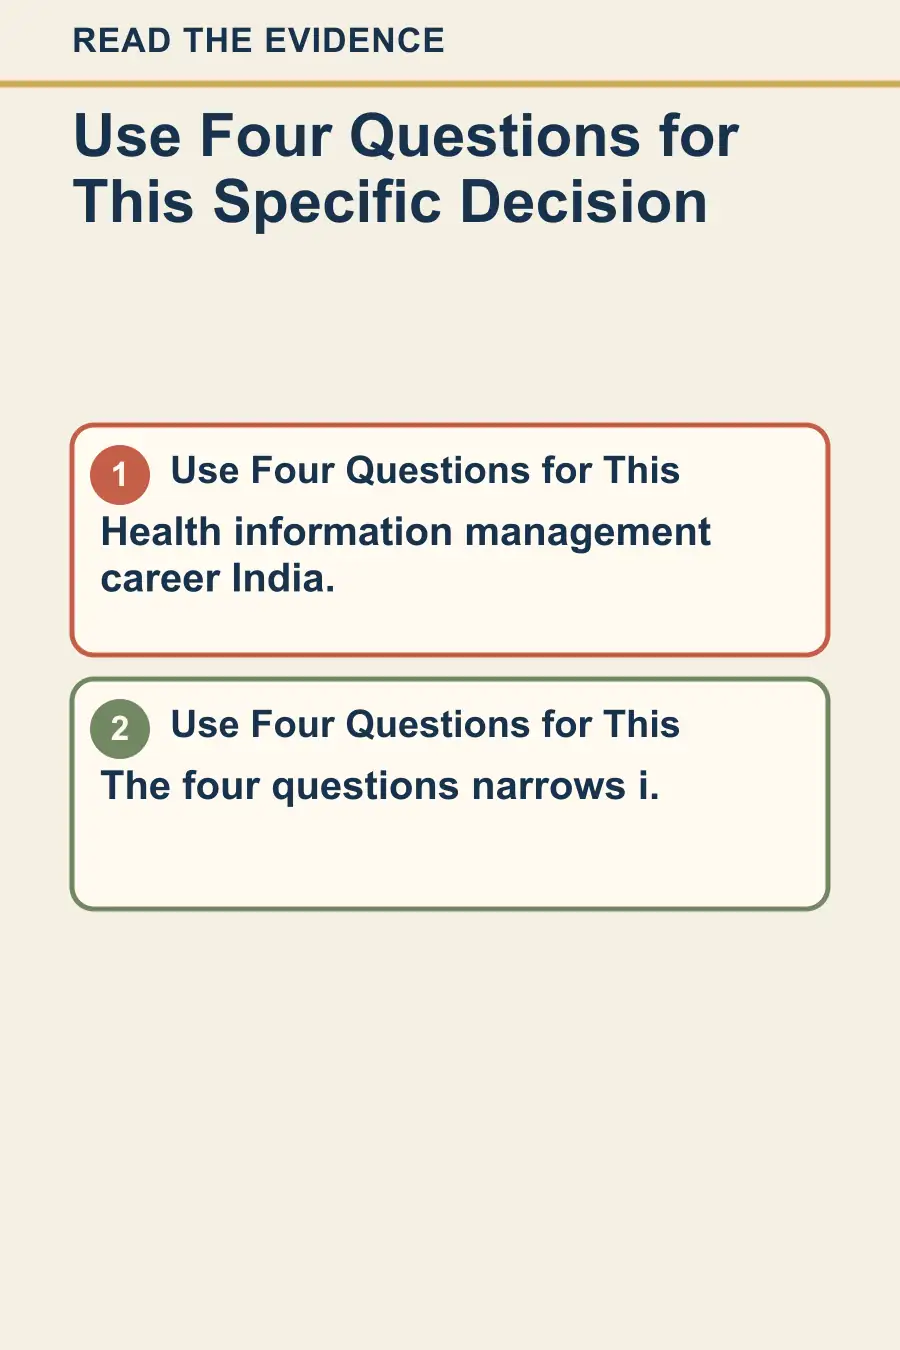 READ THE EVIDENCE
Use Four Questions for
This Specific Decision
1 Use Four Questions for This
Health information management
career India.
2 Use Four Questions for This
The four questions narrows i.